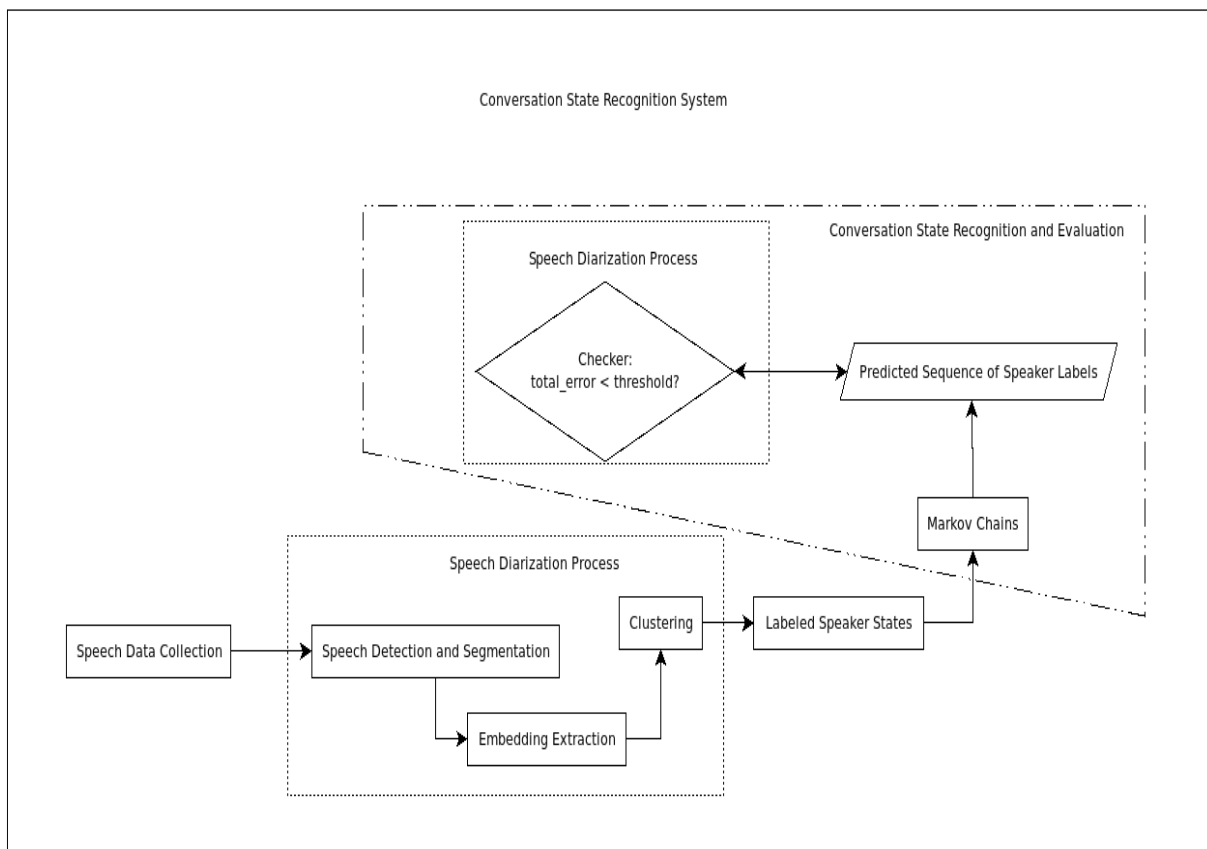 Conversation State Recognition System
Conversation State Recognition and Evaluation
Speech Diarization Process
Checker:
total_error < threshold?
Predicted Sequence of Speaker Labels
Markov Chains
Speech Diarization Process
Clustering
Labeled Speaker States
Speech Data Collection
Speech Detection and Segmentation
Embedding Extraction